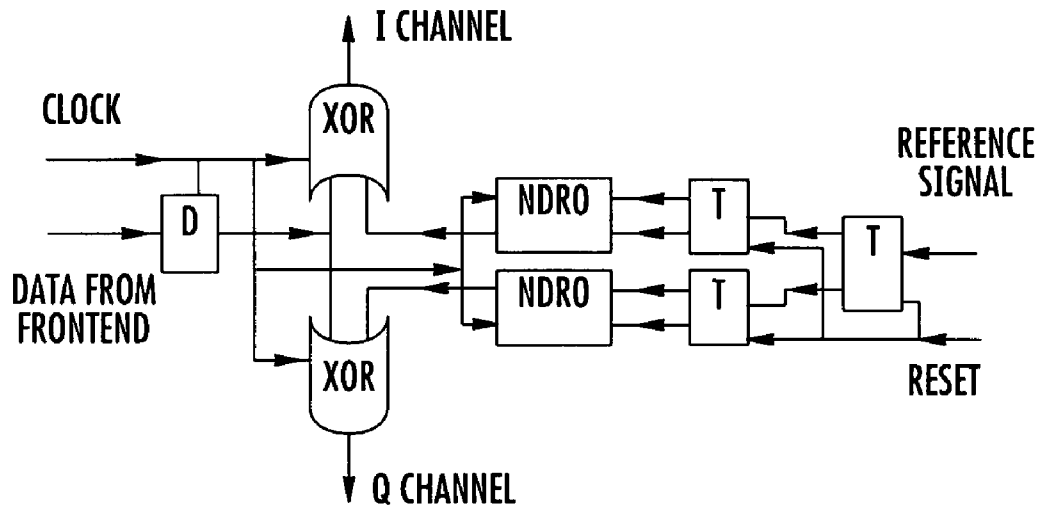 I CHANNEL
CLOCK
XOR
REFERENCE
SIGNAL
D
NDRO
T
T
DATA FROM
FRONTEND
NDRO
T
XOR
RESET
Q CHANNEL